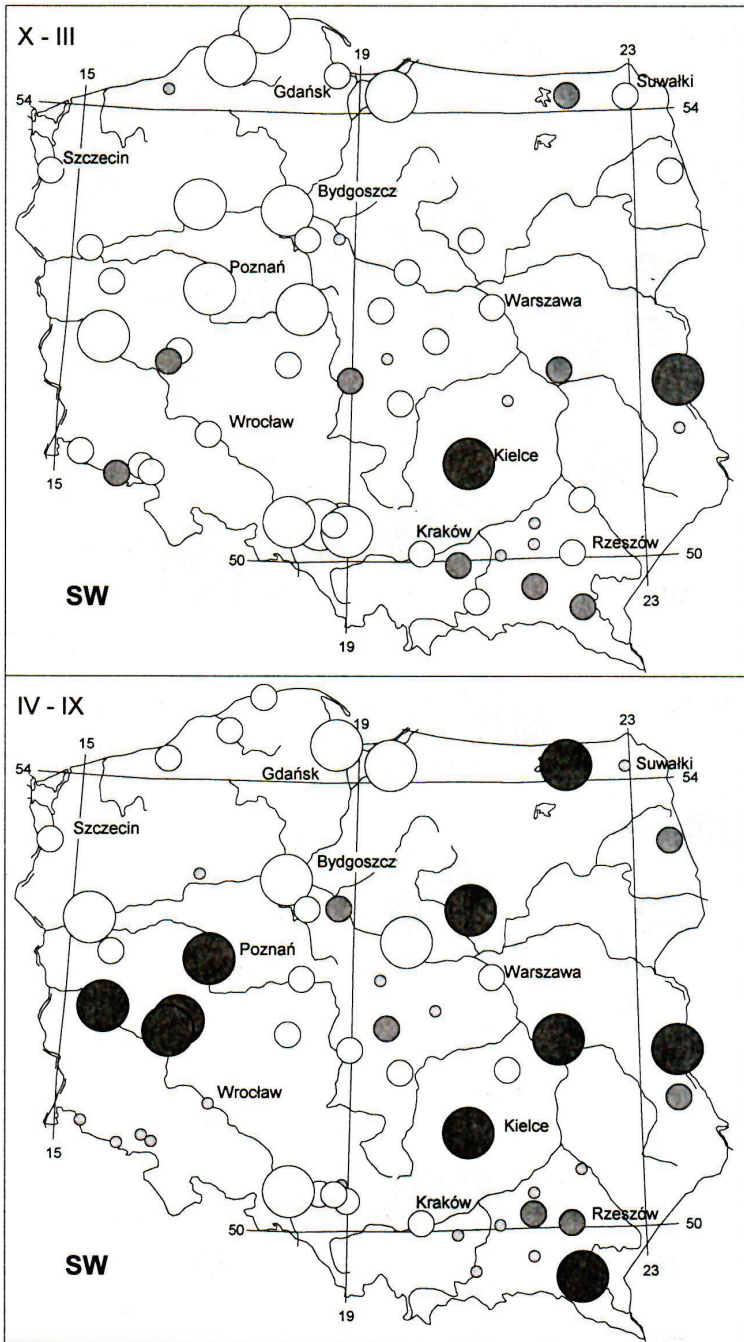 X - III
19
23
15
Suwałki
Gdańsk
54
54
Szczecin
Bydgoszcz
Poznań
Warszawa
Wrocław
Kielce
15
Kraków
Rzeszów
50
50
SW
23
19
IV - IX
19
23
15
Suwałki
54
Gdańsk
54
Szczecin
Bydgoszcz
Poznań
Warszawa
Wrocław
Kielce
15
Kraków
Rzeszów
50
50
SW
23
19